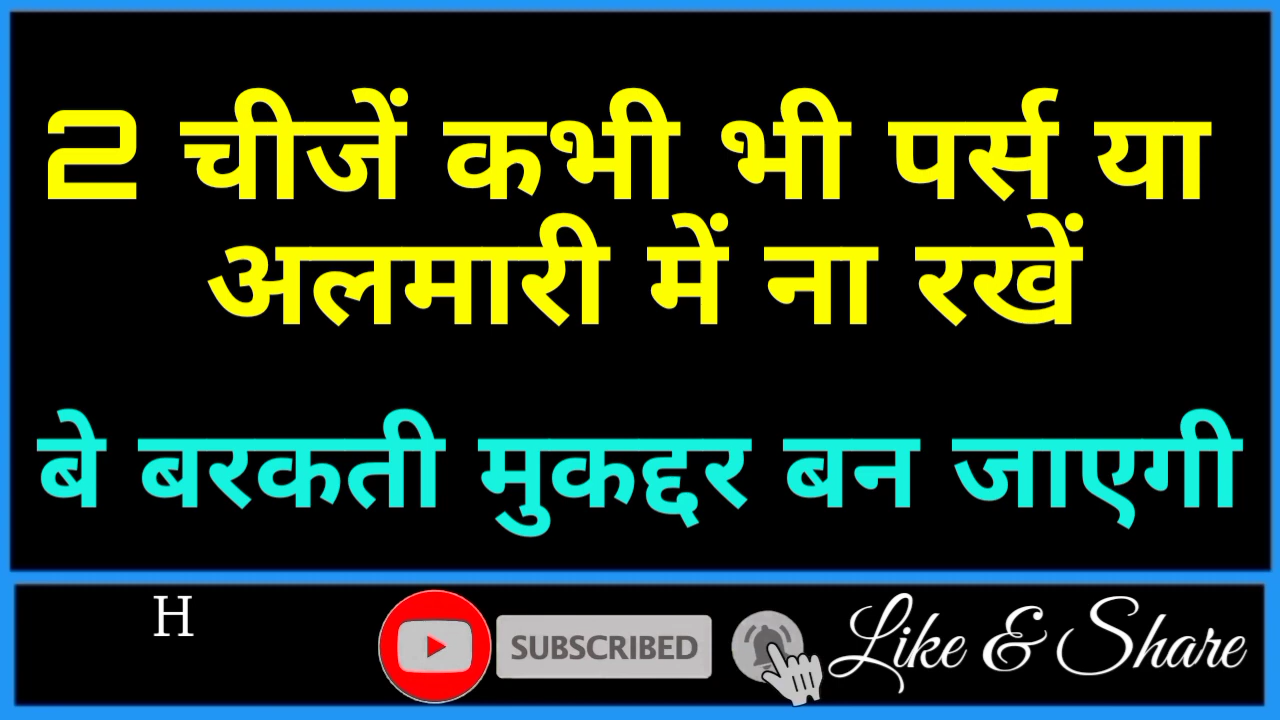 2 चीजें कभी भी पर्स या
अलमारी में ना रखें
बे बरकती मुकद्दर बन जाएगी
H
SUBSCRIBED
Like & Share